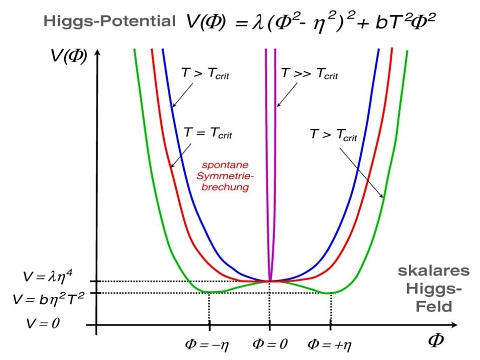 Higgs-Potential V(Φ) = λ(Φ²- η²)² + bT²Φ²
V(Φ)
T > Tcrit
T >> Tcrit
T = Tcrit
T > Tcrit
spontane
Symmetrie-
brechung
V = λη⁴
V = bη²T²
V = 0
skalares
Higgs-
Feld
Φ = -η
Φ = 0
Φ = +η
Φ